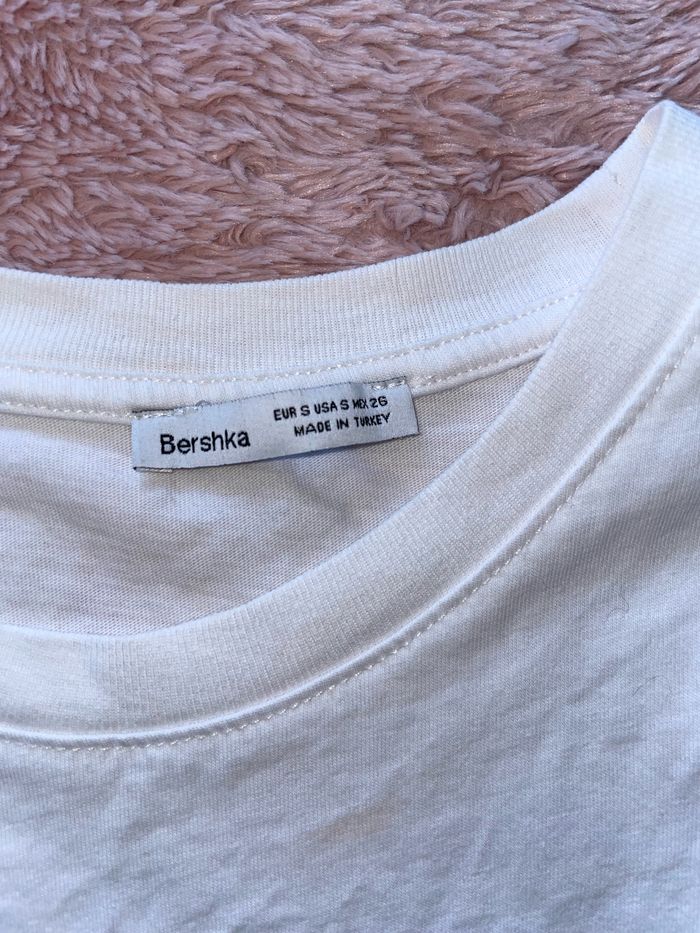 Bershka
EUR S USA S MEX 26
MADE IN TURKEY